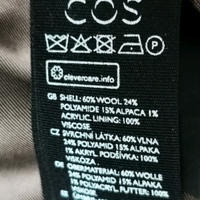 COS
P
clevercare.info
GB SHELL: 60% WOOL 24%
POLYAMIDE 15% ALPACA 1%
ACRYLIC. LINING: 100%
VISCOSE.
CZ SVRCHNÍ LÁTKA: 60% VLNA
24% POLYAMID 15% ALPAKA
1% AKRYL. PODŠÍVKA: 100%
VISKÓZA.
DE OBERMATERIAL: 60% WOLLE
24% POLYAMID 15% ALPAKA
1% POLYACRYL. FUTTER: 100%